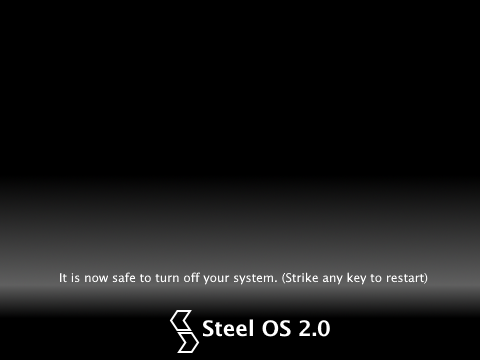 It is now safe to turn off your system. (Strike any key to restart)
Steel OS 2.0